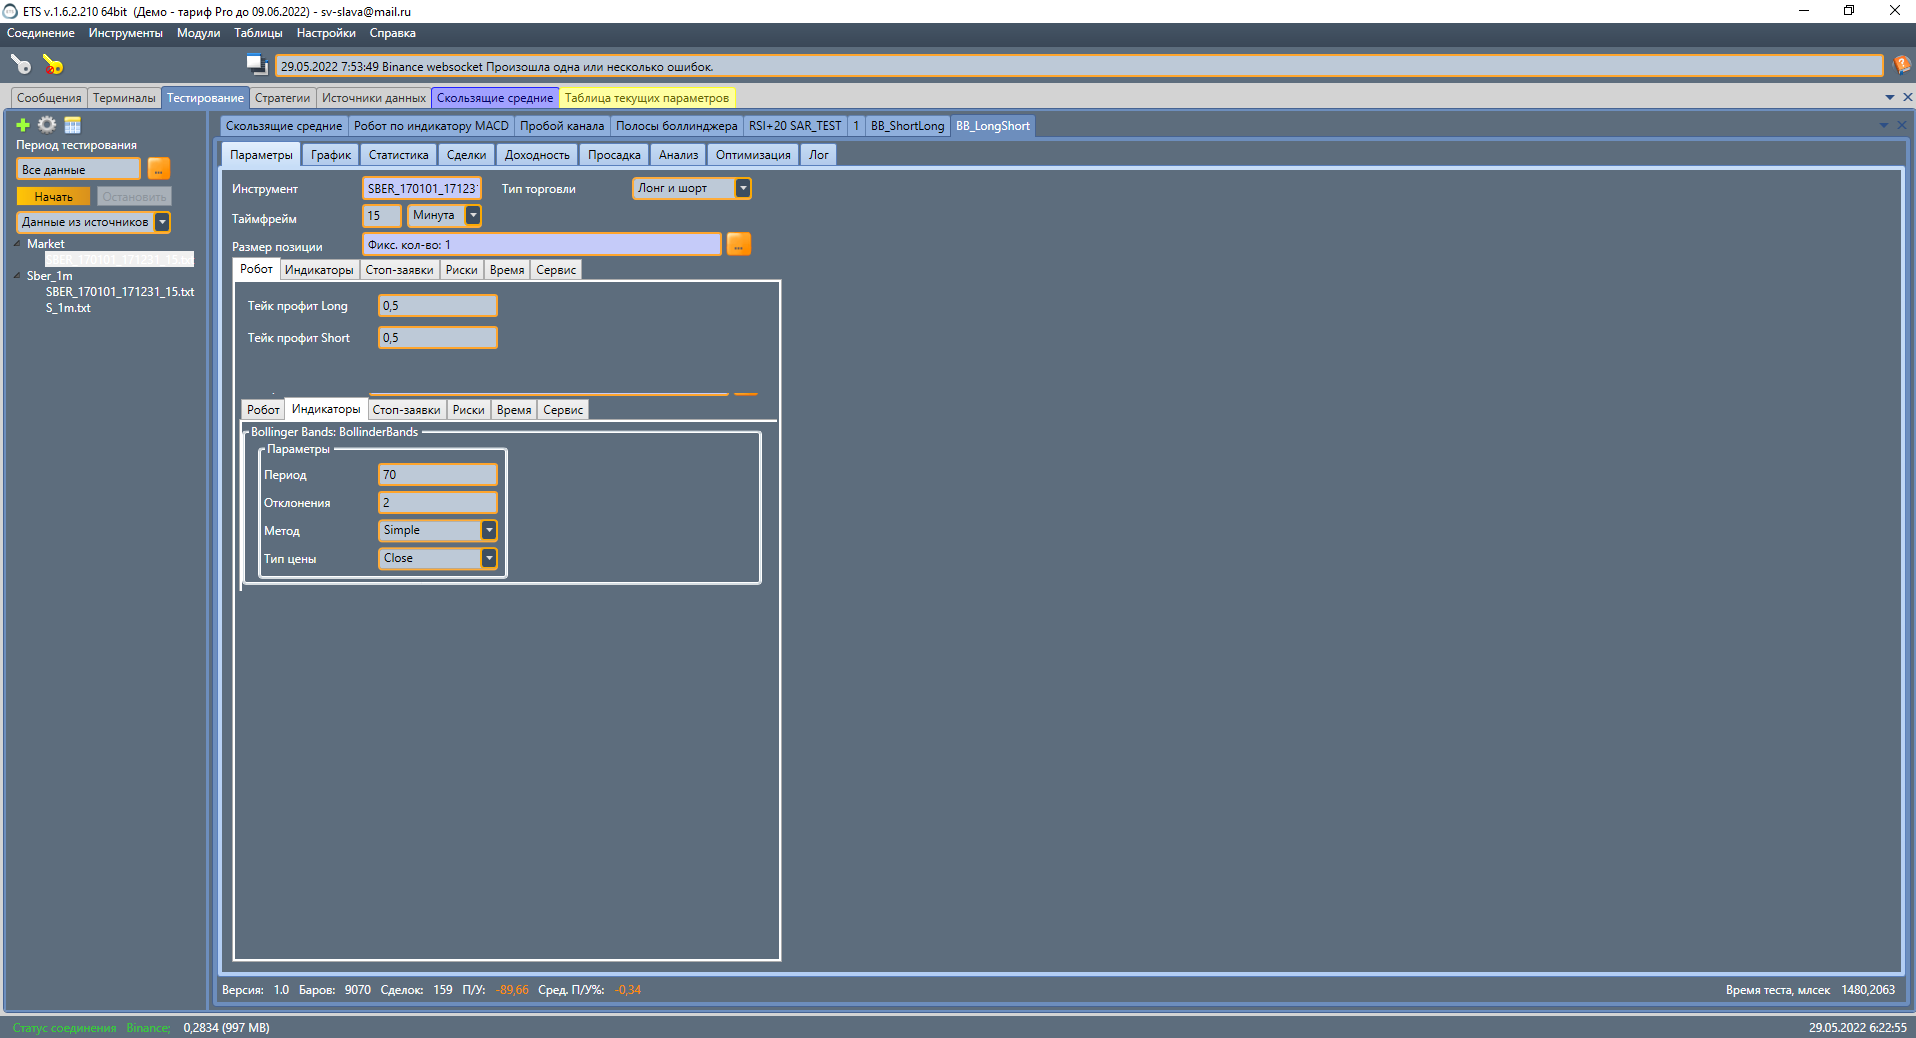 ETS v.1.6.2.210 64bit (Демо - тариф Pro до 09.06.2022) - sv-slava@mail.ru
Соединение Инструменты Модули Таблицы Настройки Справка
29.05.2022 7:53:49 Binance websocket Произошла одна или несколько ошибок.
Сообщения Терминалы Тестирование Стратегии Источники данных Скользящие средние Таблица текущих параметров
Скользящие средние Робот по индикатору MACD Пробой канала Полосы боллинджера RSI+20 SAR_TEST 1 BB_ShortLong BB_LongShort
Период тестирования
Все данные ...
Начать Остановить
Данные из источников
Market
SBER_170101_171231_15.txt
Sber_1m
SBER_170101_171231_15.txt
S_1m.txt
Параметры График Статистика Сделки Доходность Просадка Анализ Оптимизация Лог
Инструмент SBER_170101_17123 Тип торговли Лонг и шорт
Таймфрейм 15 Минута
Размер позиции Фикс. кол-во: 1 ...
Робот Индикаторы Стоп-заявки Риски Время Сервис
Тейк профит Long 0,5
Тейк профит Short 0,5
Робот Индикаторы Стоп-заявки Риски Время Сервис
Bollinger Bands: BollinderBands
Параметры
Период 70
Отклонения 2
Метод Simple
Тип цены Close
Версия: 1.0 Баров: 9070 Сделок: 159 П/У: -89,66 Сред. П/У%: -0,34 Время теста, млсек 1480,2063
Статус соединения Binance; 0,2834 (997 MB) 29.05.2022 6:22:55